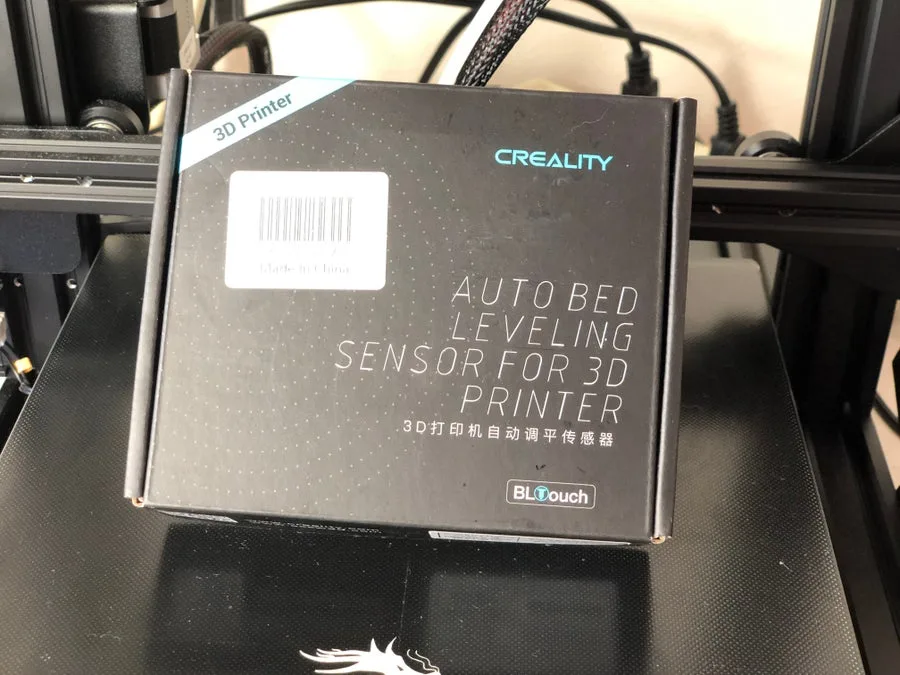 3D Printer
CREALITY
Made in China
AUTO BED
LEVELING
SENSOR FOR 3D
PRINTER
3D打印机自动调平传感器
BLTouch